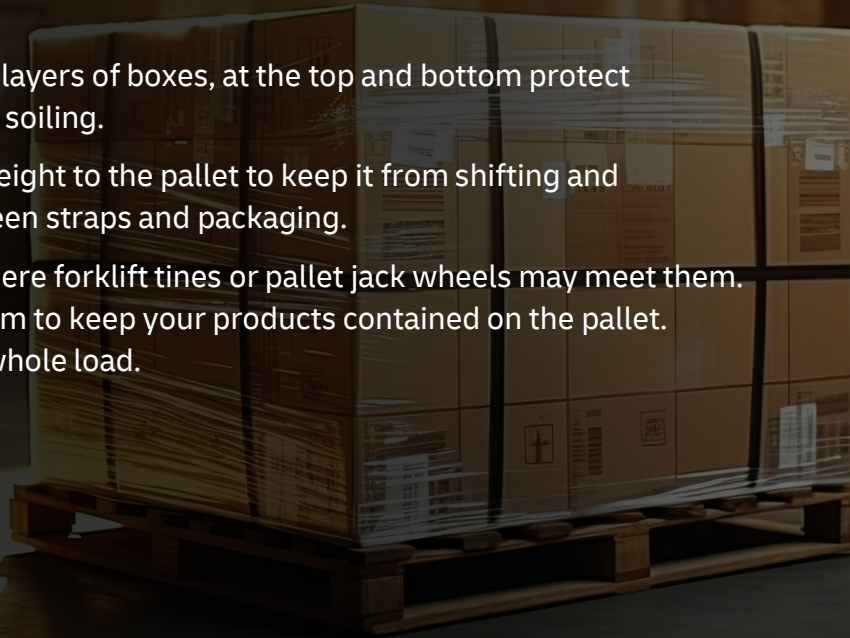 layers of boxes, at the top and bottom protect
soiling.
eight to the pallet to keep it from shifting and
een straps and packaging.
ere forklift tines or pallet jack wheels may meet them.
m to keep your products contained on the pallet.
whole load.